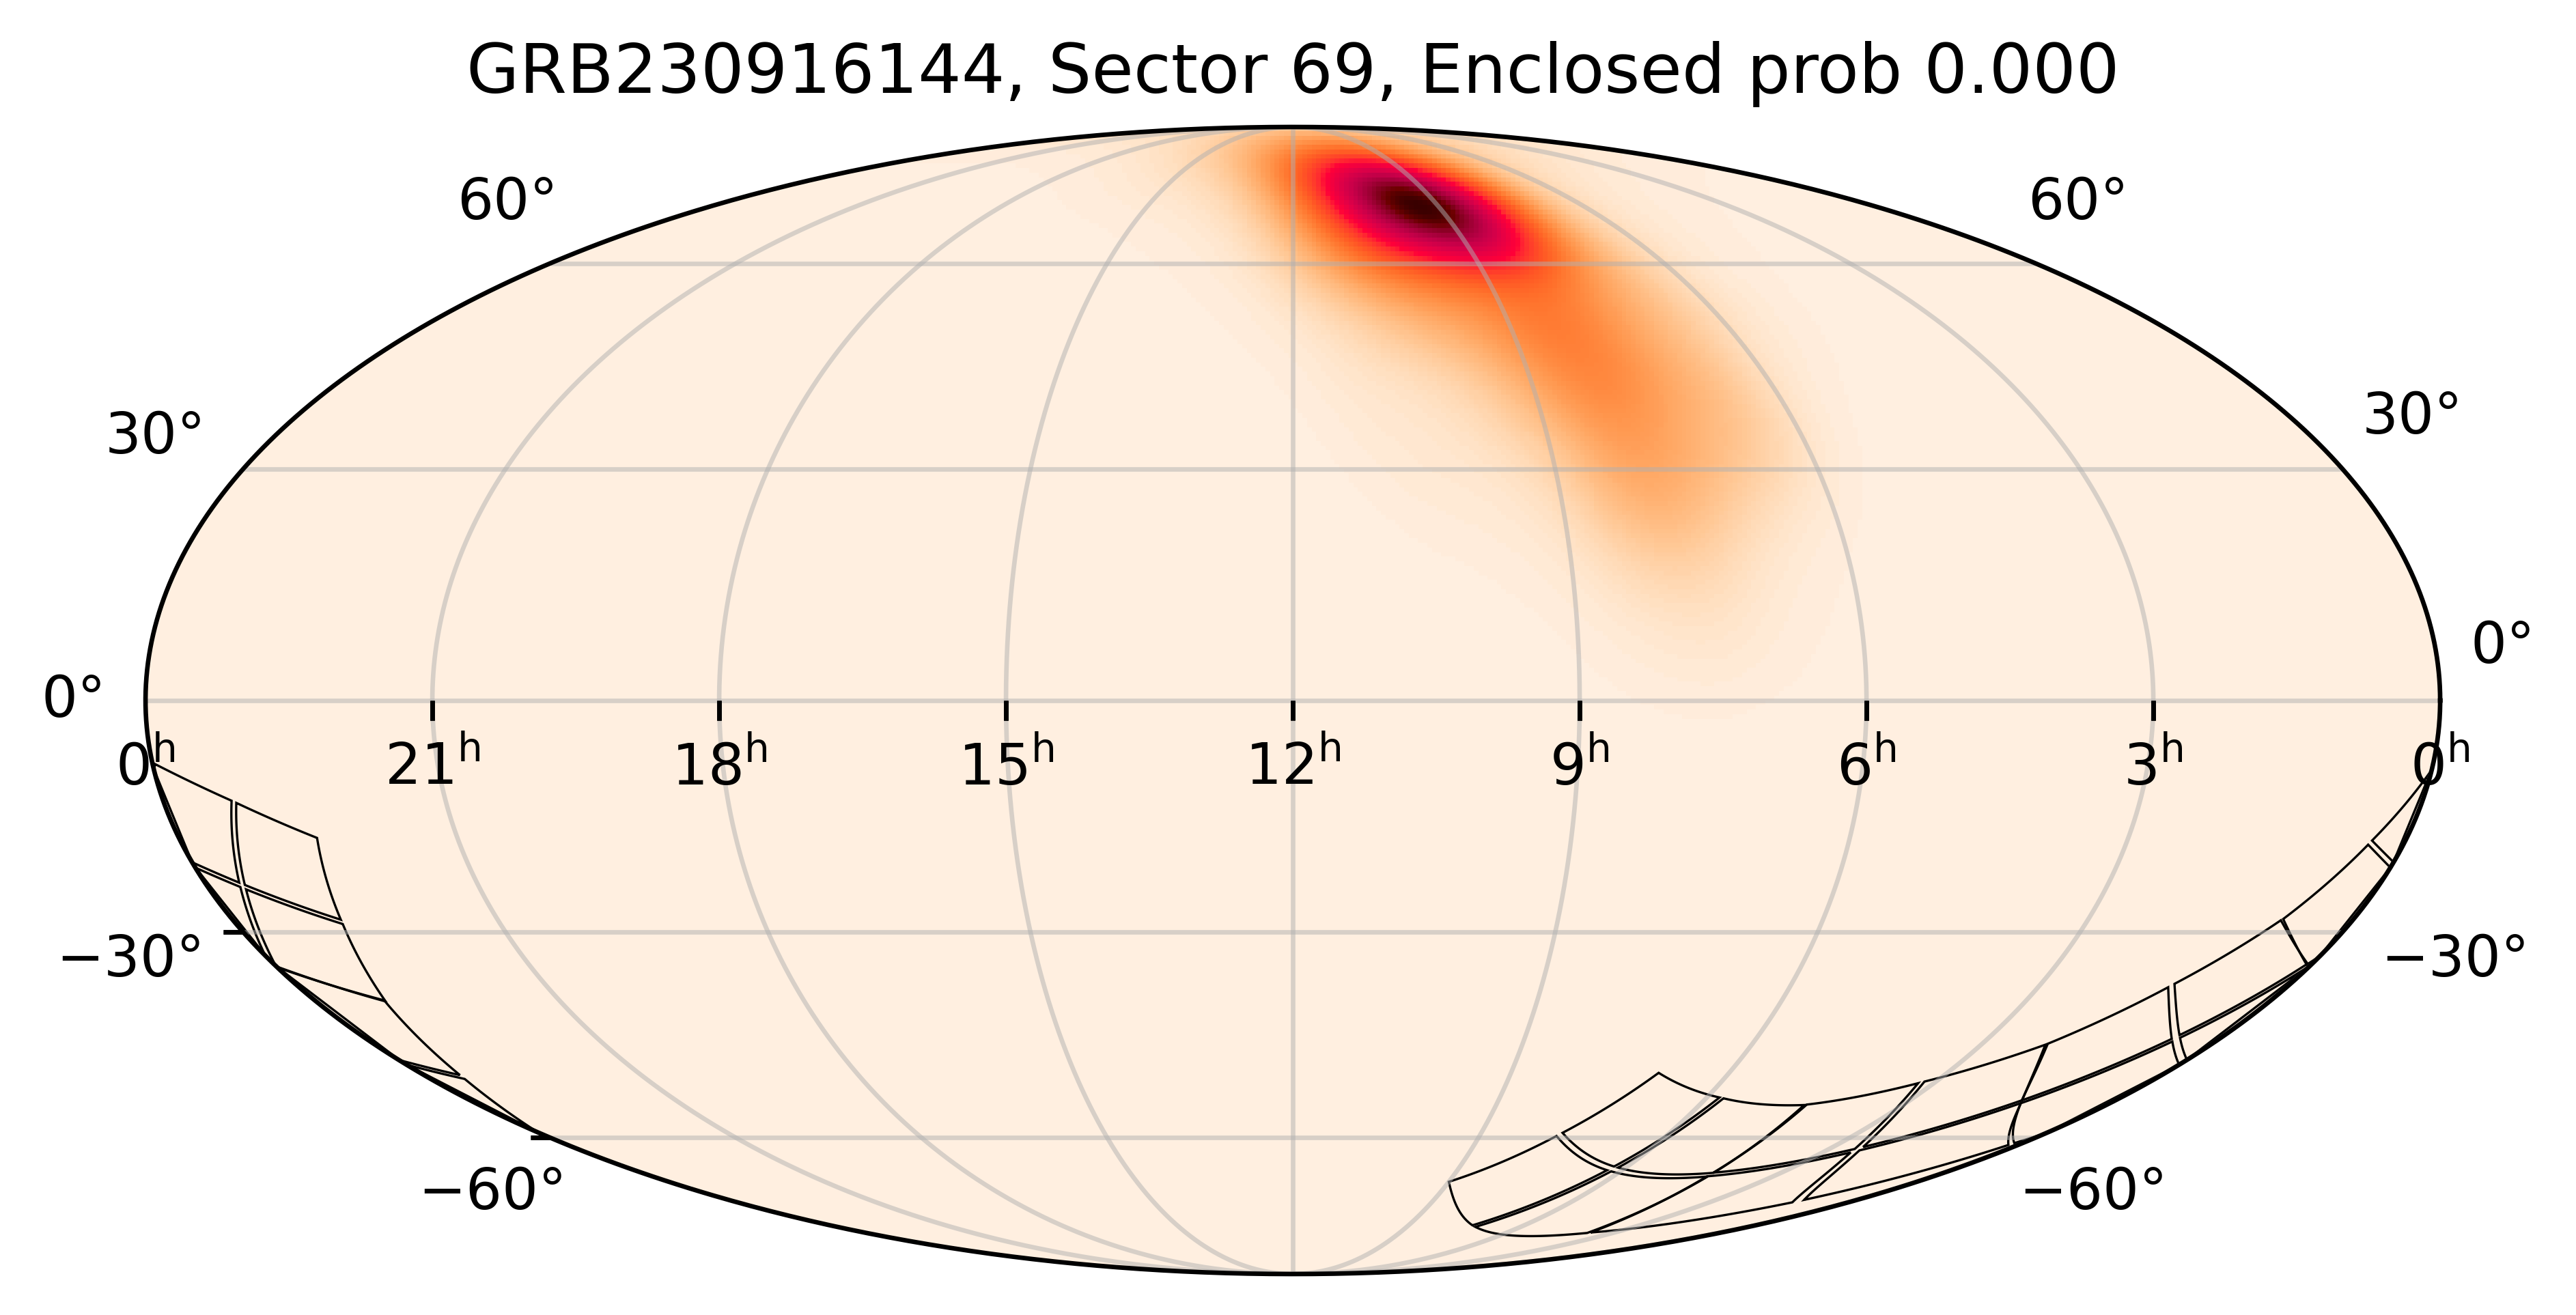 GRB230916144, Sector 69, Enclosed prob 0.000
60° 60°
30° 30°
0° 0°
0ʰ 21ʰ 18ʰ 15ʰ 12ʰ 9ʰ 6ʰ 3ʰ 0ʰ
−30° −30°
−60° −60°